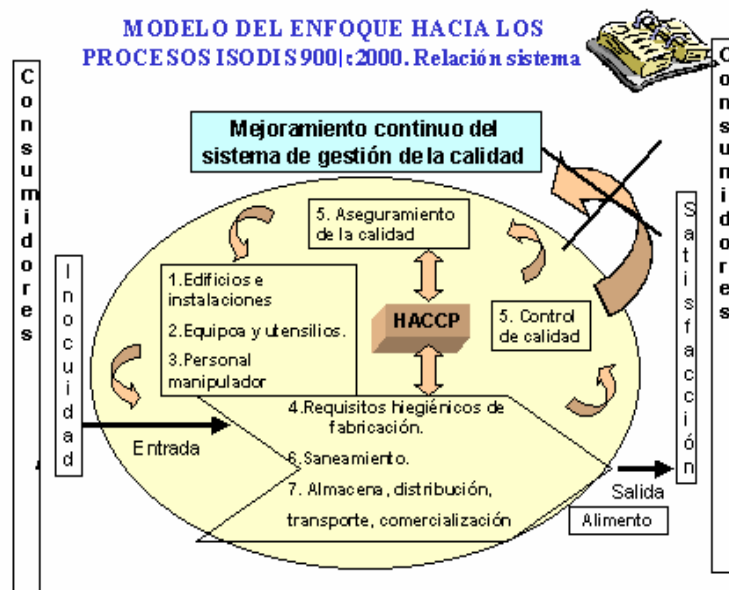 MODELO DEL ENFOQUE HACIA LOS
PROCESOS ISODIS 900|:2000. Relación sistema
Consumidores
Inocuidad
Mejoramiento continuo del
sistema de gestión de la calidad
5. Aseguramiento
de la calidad
1.Edificios e
instalaciones
2.Equipoa y utensilios.
3.Personal
manipulador
HACCP
5. Control
de calidad
4.Requisitos hiegiénicos de
fabricación.
6.Saneamiento.
7. Almacena, distribución,
transporte, comercialización
Entrada
Salida
Alimento
Satisfacción
Consumidores